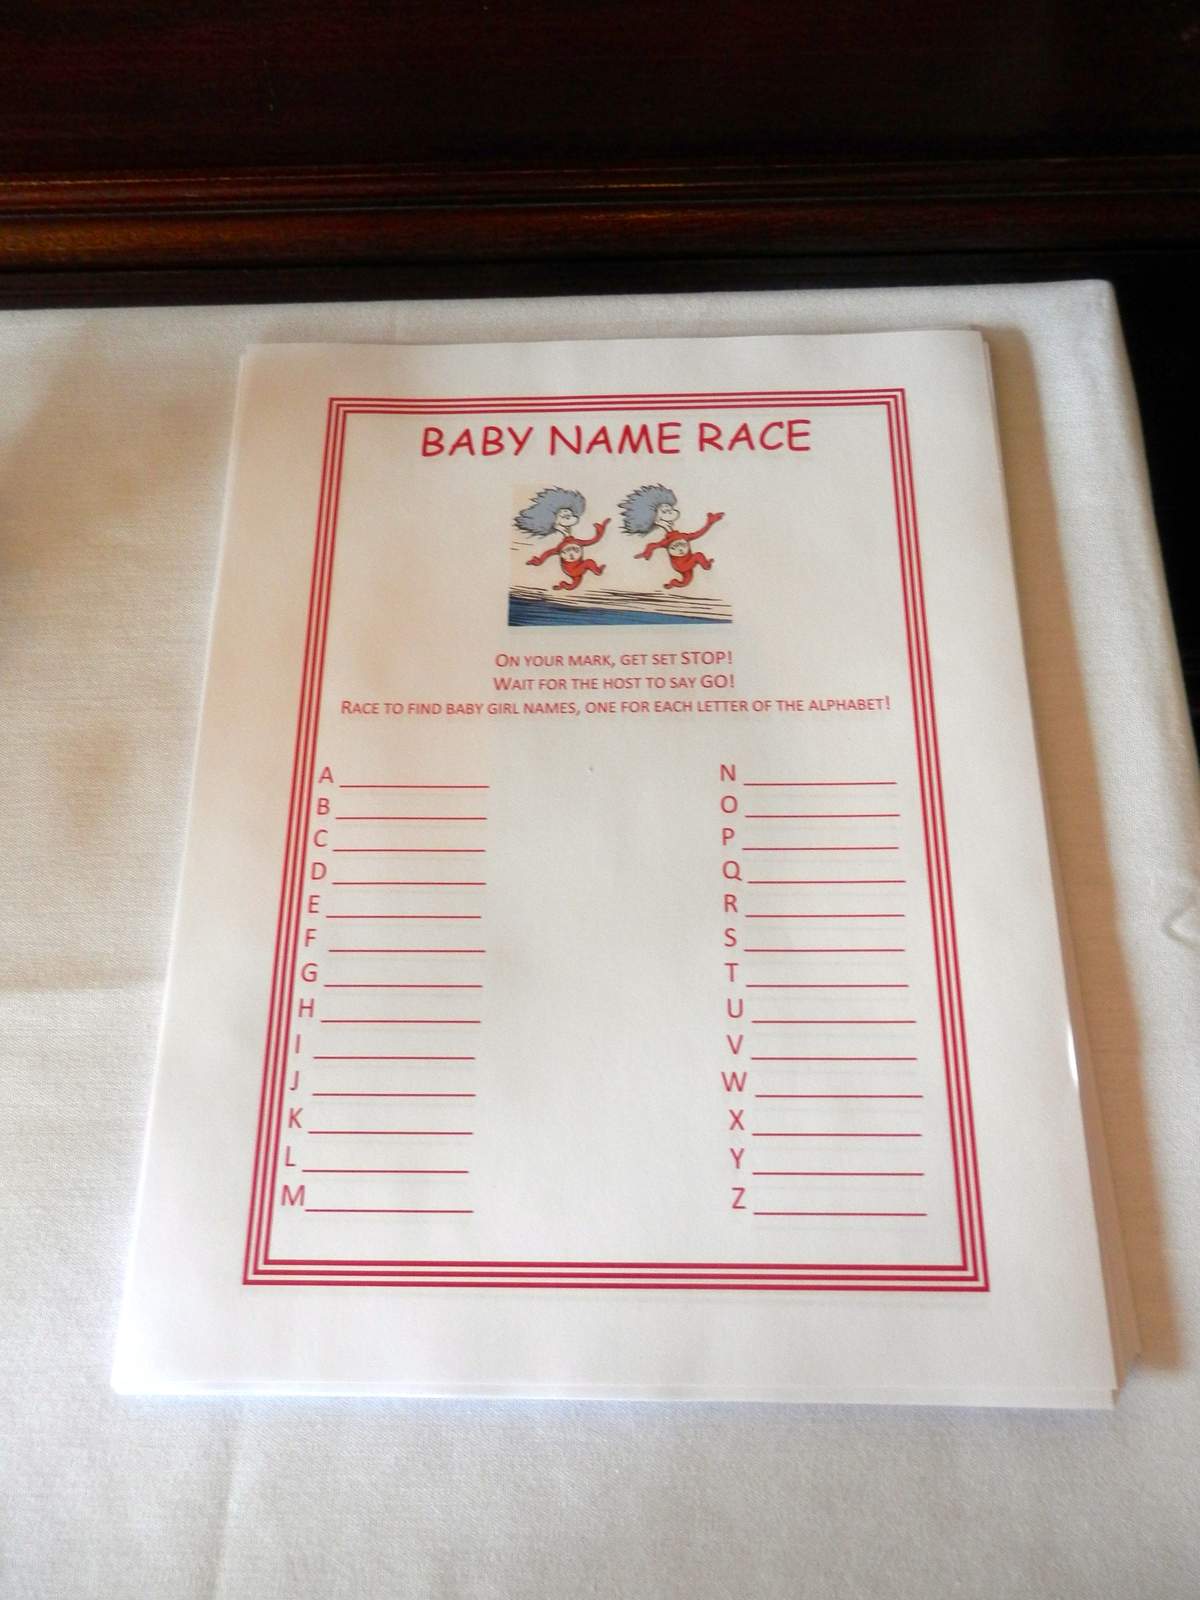 BABY NAME RACE
ON YOUR MARK, GET SET STOP!
WAIT FOR THE HOST TO SAY GO!
RACE TO FIND BABY GIRL NAMES, ONE FOR EACH LETTER OF THE ALPHABET!
A
B
C
D
E
F
G
H
I
J
K
L
M
N
O
P
Q
R
S
T
U
V
W
X
Y
Z